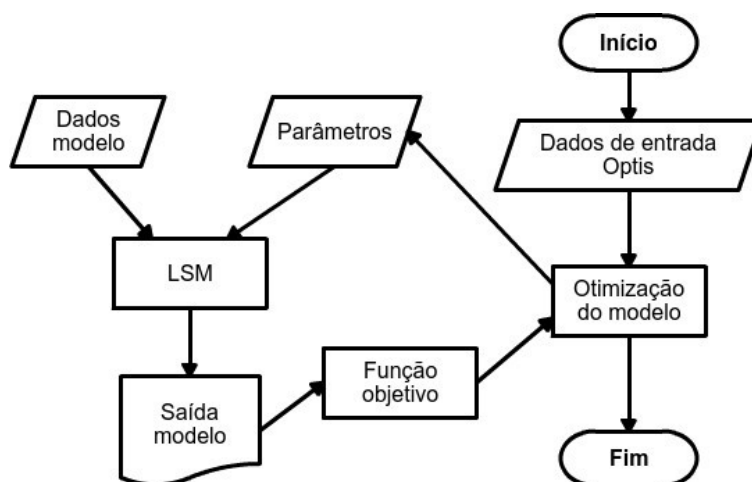 Início
Dados
modelo
Parâmetros
Dados de entrada
Optis
LSM
Otimização
do modelo
Função
objetivo
Saída
modelo
Fim